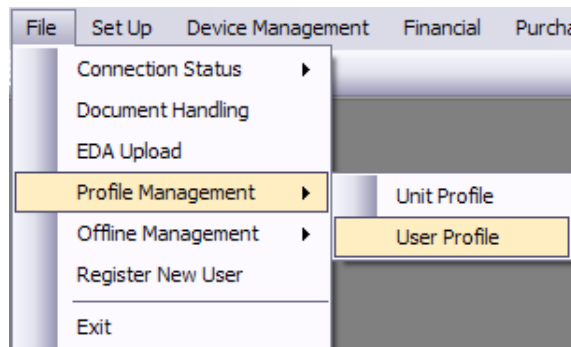 File Set Up Device Management Financial
Connection Status
Document Handling
EDA Upload
Profile Management
Unit Profile
Offline Management
User Profile
Register New User
Exit